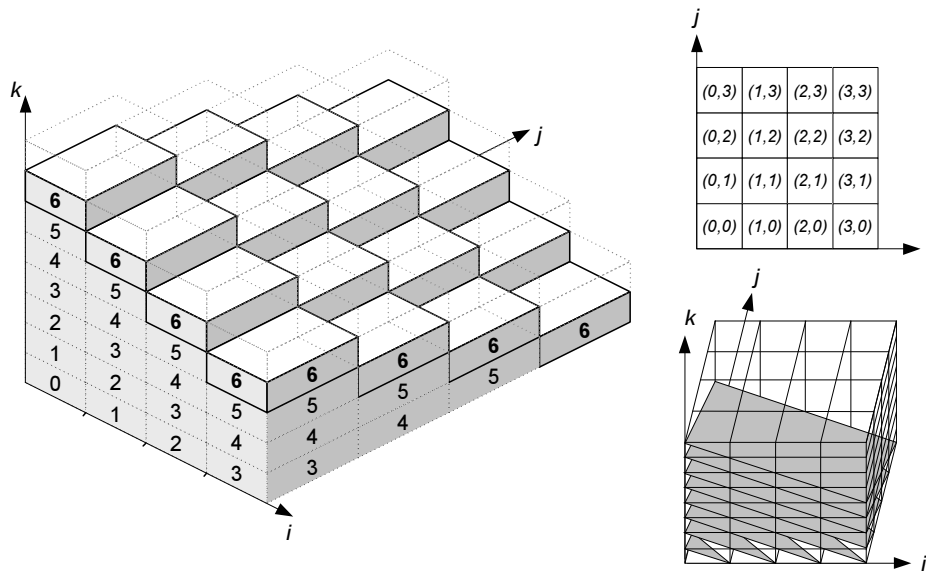 k
j
6
5
4 6
3 5
2 4 6
1 3 5
0 2 4 6 6 6 6 6
1 3 5 5 5 5
2 4 4 4
3 3
i
j
(0,3) (1,3) (2,3) (3,3)
(0,2) (1,2) (2,2) (3,2)
(0,1) (1,1) (2,1) (3,1)
(0,0) (1,0) (2,0) (3,0)
j
k
i